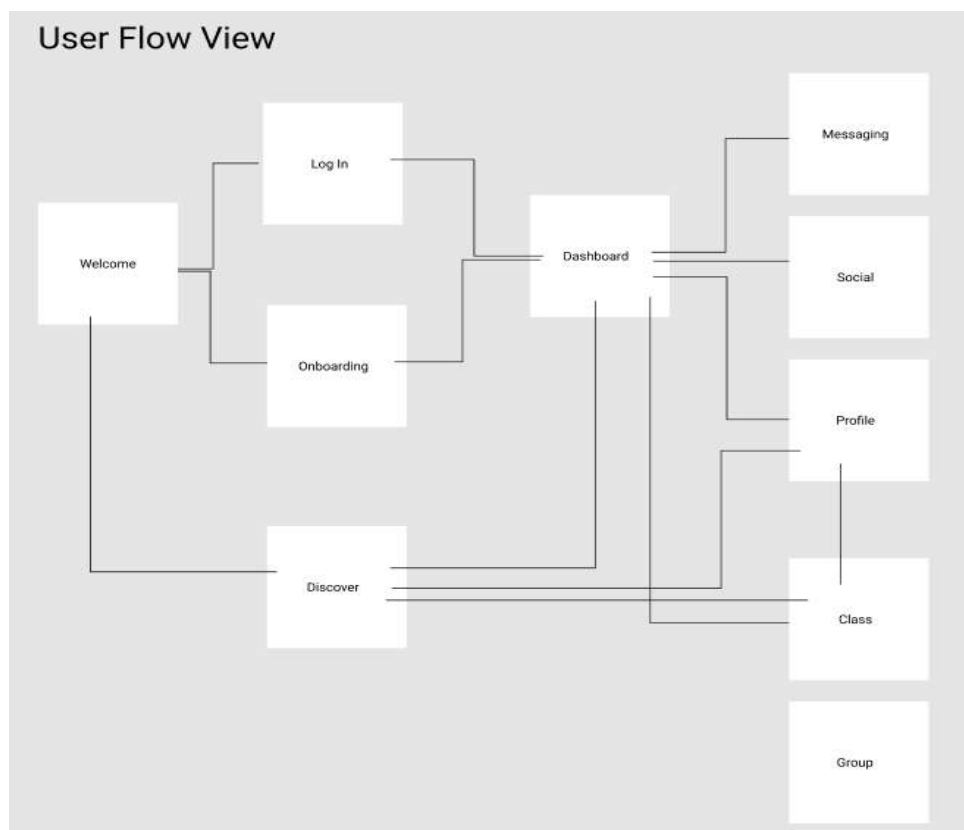 User Flow View
Messaging
Log In
Welcome
Dashboard
Social
Onboarding
Profile
Discover
Class
Group